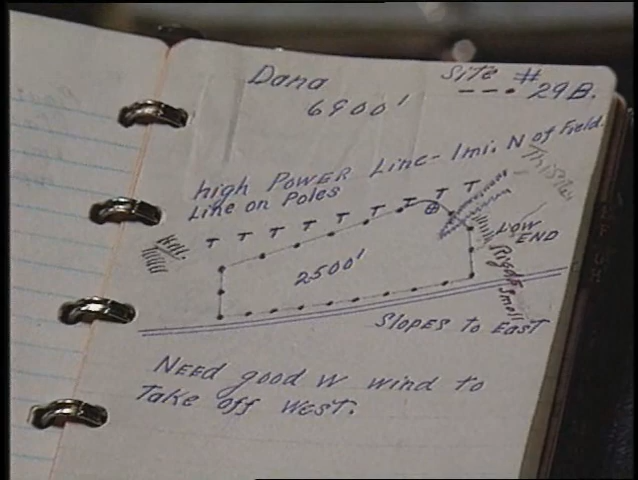 Dana
Site #
---. 29B.
6900'
high POWER Line- 1mi. N of Field.
Line on Poles
T T T T T T T T T
Hill
LOW
END
2500'
small
Slopes to East
NEED good W wind to
Take off WEST.